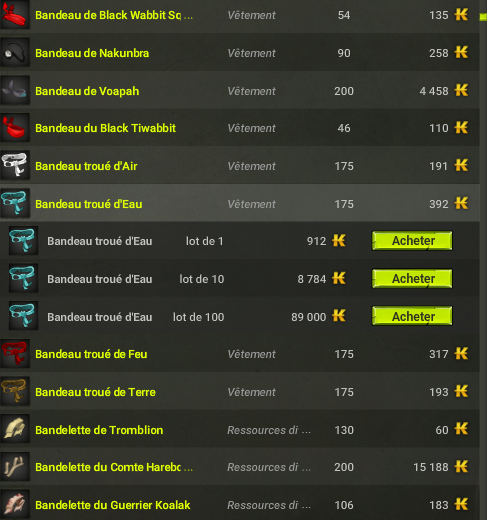 Bandeau de Black Wabbit Sq ... Vêtement 54 135
Bandeau de Nakunbra Vêtement 90 258
Bandeau de Voapah Vêtement 200 4 458
Bandeau du Black Tiwabbit Vêtement 46 110
Bandeau troué d'Air Vêtement 175 191
Bandeau troué d'Eau Vêtement 175 392
Bandeau troué d'Eau lot de 1 912 Acheter
Bandeau troué d'Eau lot de 10 8 784 Acheter
Bandeau troué d'Eau lot de 100 89 000 Acheter
Bandeau troué de Feu Vêtement 175 317
Bandeau troué de Terre Vêtement 175 193
Bandelette de Tromblion Ressources di ... 130 60
Bandelette du Comte Harebc ... Ressources di ... 200 15 188
Bandelette du Guerrier Koalak Ressources di ... 106 183